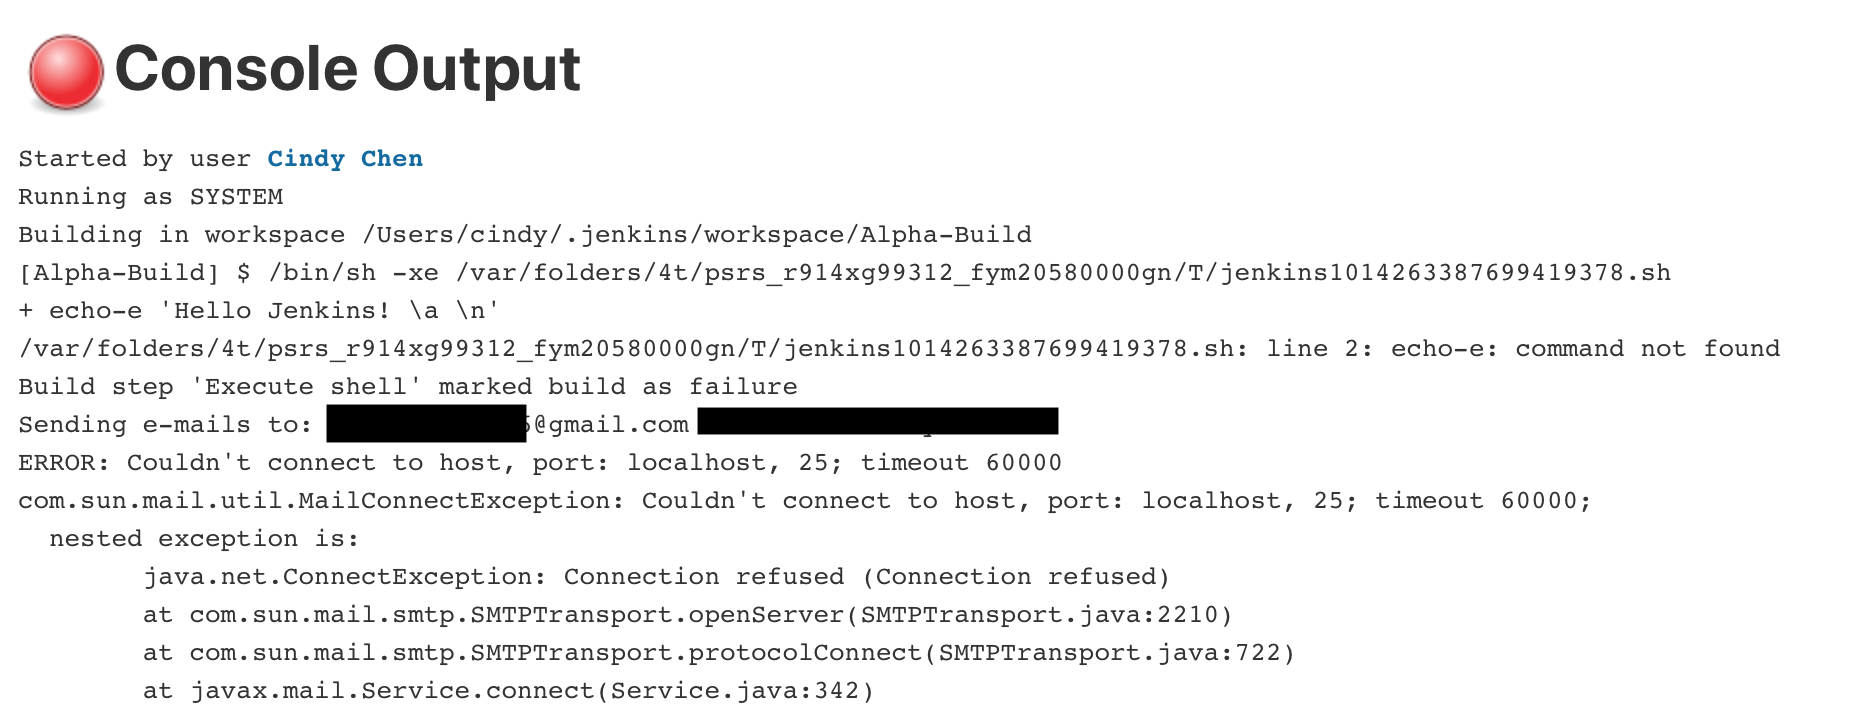 Console Output
Started by user Cindy Chen
Running as SYSTEM
Building in workspace /Users/cindy/.jenkins/workspace/Alpha-Build
[Alpha-Build] $ /bin/sh -xe /var/folders/4t/psrs_r914xg99312_fym20580000gn/T/jenkins1014263387699419378.sh
+ echo-e 'Hello Jenkins! \a \n'
/var/folders/4t/psrs_r914xg99312_fym20580000gn/T/jenkins1014263387699419378.sh: line 2: echo-e: command not found
Build step 'Execute shell' marked build as failure
Sending e-mails to: @gmail.com
ERROR: Couldn't connect to host, port: localhost, 25; timeout 60000
com.sun.mail.util.MailConnectException: Couldn't connect to host, port: localhost, 25; timeout 60000;
  nested exception is:
        java.net.ConnectException: Connection refused (Connection refused)
        at com.sun.mail.smtp.SMTPTransport.openServer(SMTPTransport.java:2210)
        at com.sun.mail.smtp.SMTPTransport.protocolConnect(SMTPTransport.java:722)
        at javax.mail.Service.connect(Service.java:342)